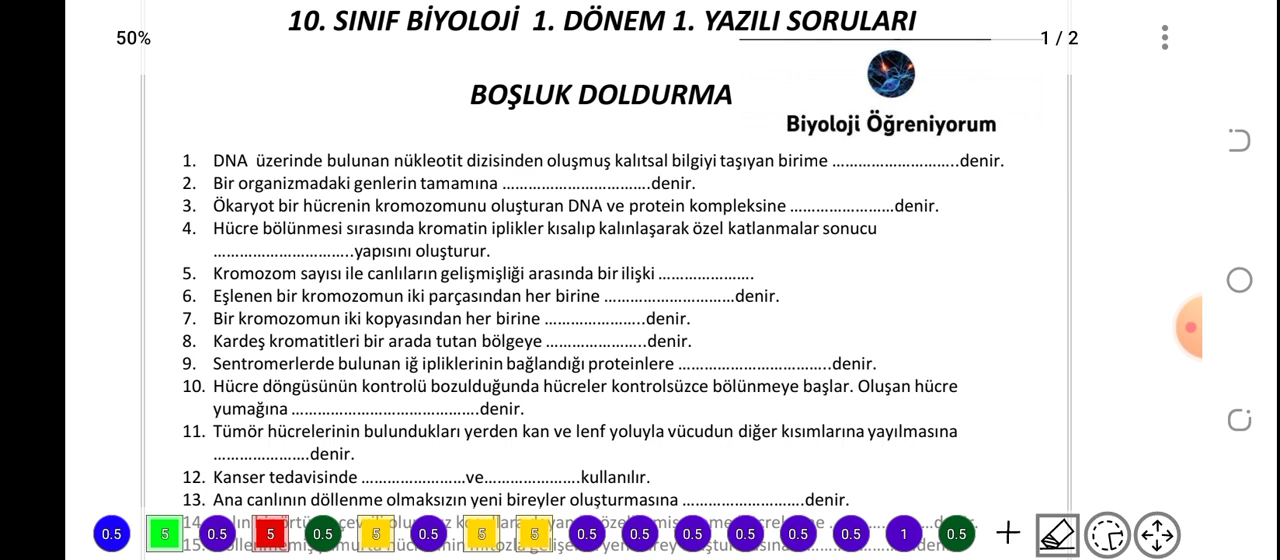 10. SINIF BİYOLOJİ 1. DÖNEM 1. YAZILI SORULARI
50%
1 / 2
BOŞLUK DOLDURMA
Biyoloji Öğreniyorum
1. DNA üzerinde bulunan nükleotit dizisinden oluşmuş kalıtsal bilgiyi taşıyan birime ………………………..denir.
2. Bir organizmadaki genlerin tamamına …………………………….denir.
3. Ökaryot bir hücrenin kromozomunu oluşturan DNA ve protein kompleksine ……………………denir.
4. Hücre bölünmesi sırasında kromatin iplikler kısalıp kalınlaşarak özel katlanmalar sonucu
…………………………..yapısını oluşturur.
5. Kromozom sayısı ile canlıların gelişmişliği arasında bir ilişki ………………….
6. Eşlenen bir kromozomun iki parçasından her birine …………………………denir.
7. Bir kromozomun iki kopyasından her birine …………………..denir.
8. Kardeş kromatitleri bir arada tutan bölgeye …………………..denir.
9. Sentromerlerde bulunan iğ ipliklerinin bağlandığı proteinlere ……………………………..denir.
10. Hücre döngüsünün kontrolü bozulduğunda hücreler kontrolsüzce bölünmeye başlar. Oluşan hücre
yumağına …………………………………….denir.
11. Tümör hücrelerinin bulundukları yerden kan ve lenf yoluyla vücudun diğer kısımlarına yayılmasına
………………….denir.
12. Kanser tedavisinde ……………………ve………………….kullanılır.
13. Ana canlının döllenme olmaksızın yeni bireyler oluşturmasına ……………………….denir.
14.
15.
0.5 5 0.5 5 0.5 5 0.5 5 5 0.5 0.5 0.5 0.5 0.5 0.5 1 0.5